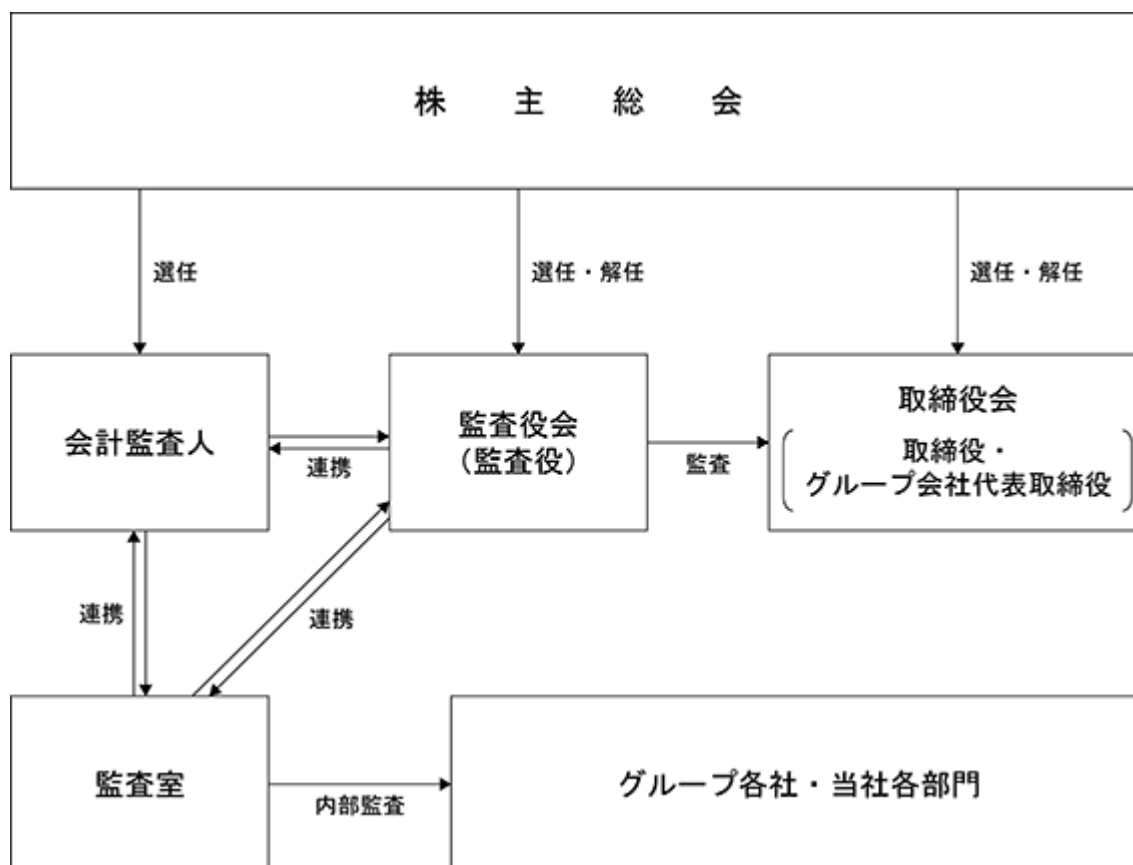 株主総会
選任
選任・解任
選任・解任
会計監査人
連携
監査役会
(監査役)
監査
取締役会
取締役・
グループ会社代表取締役
連携
連携
監査室
内部監査
グループ各社・当社各部門